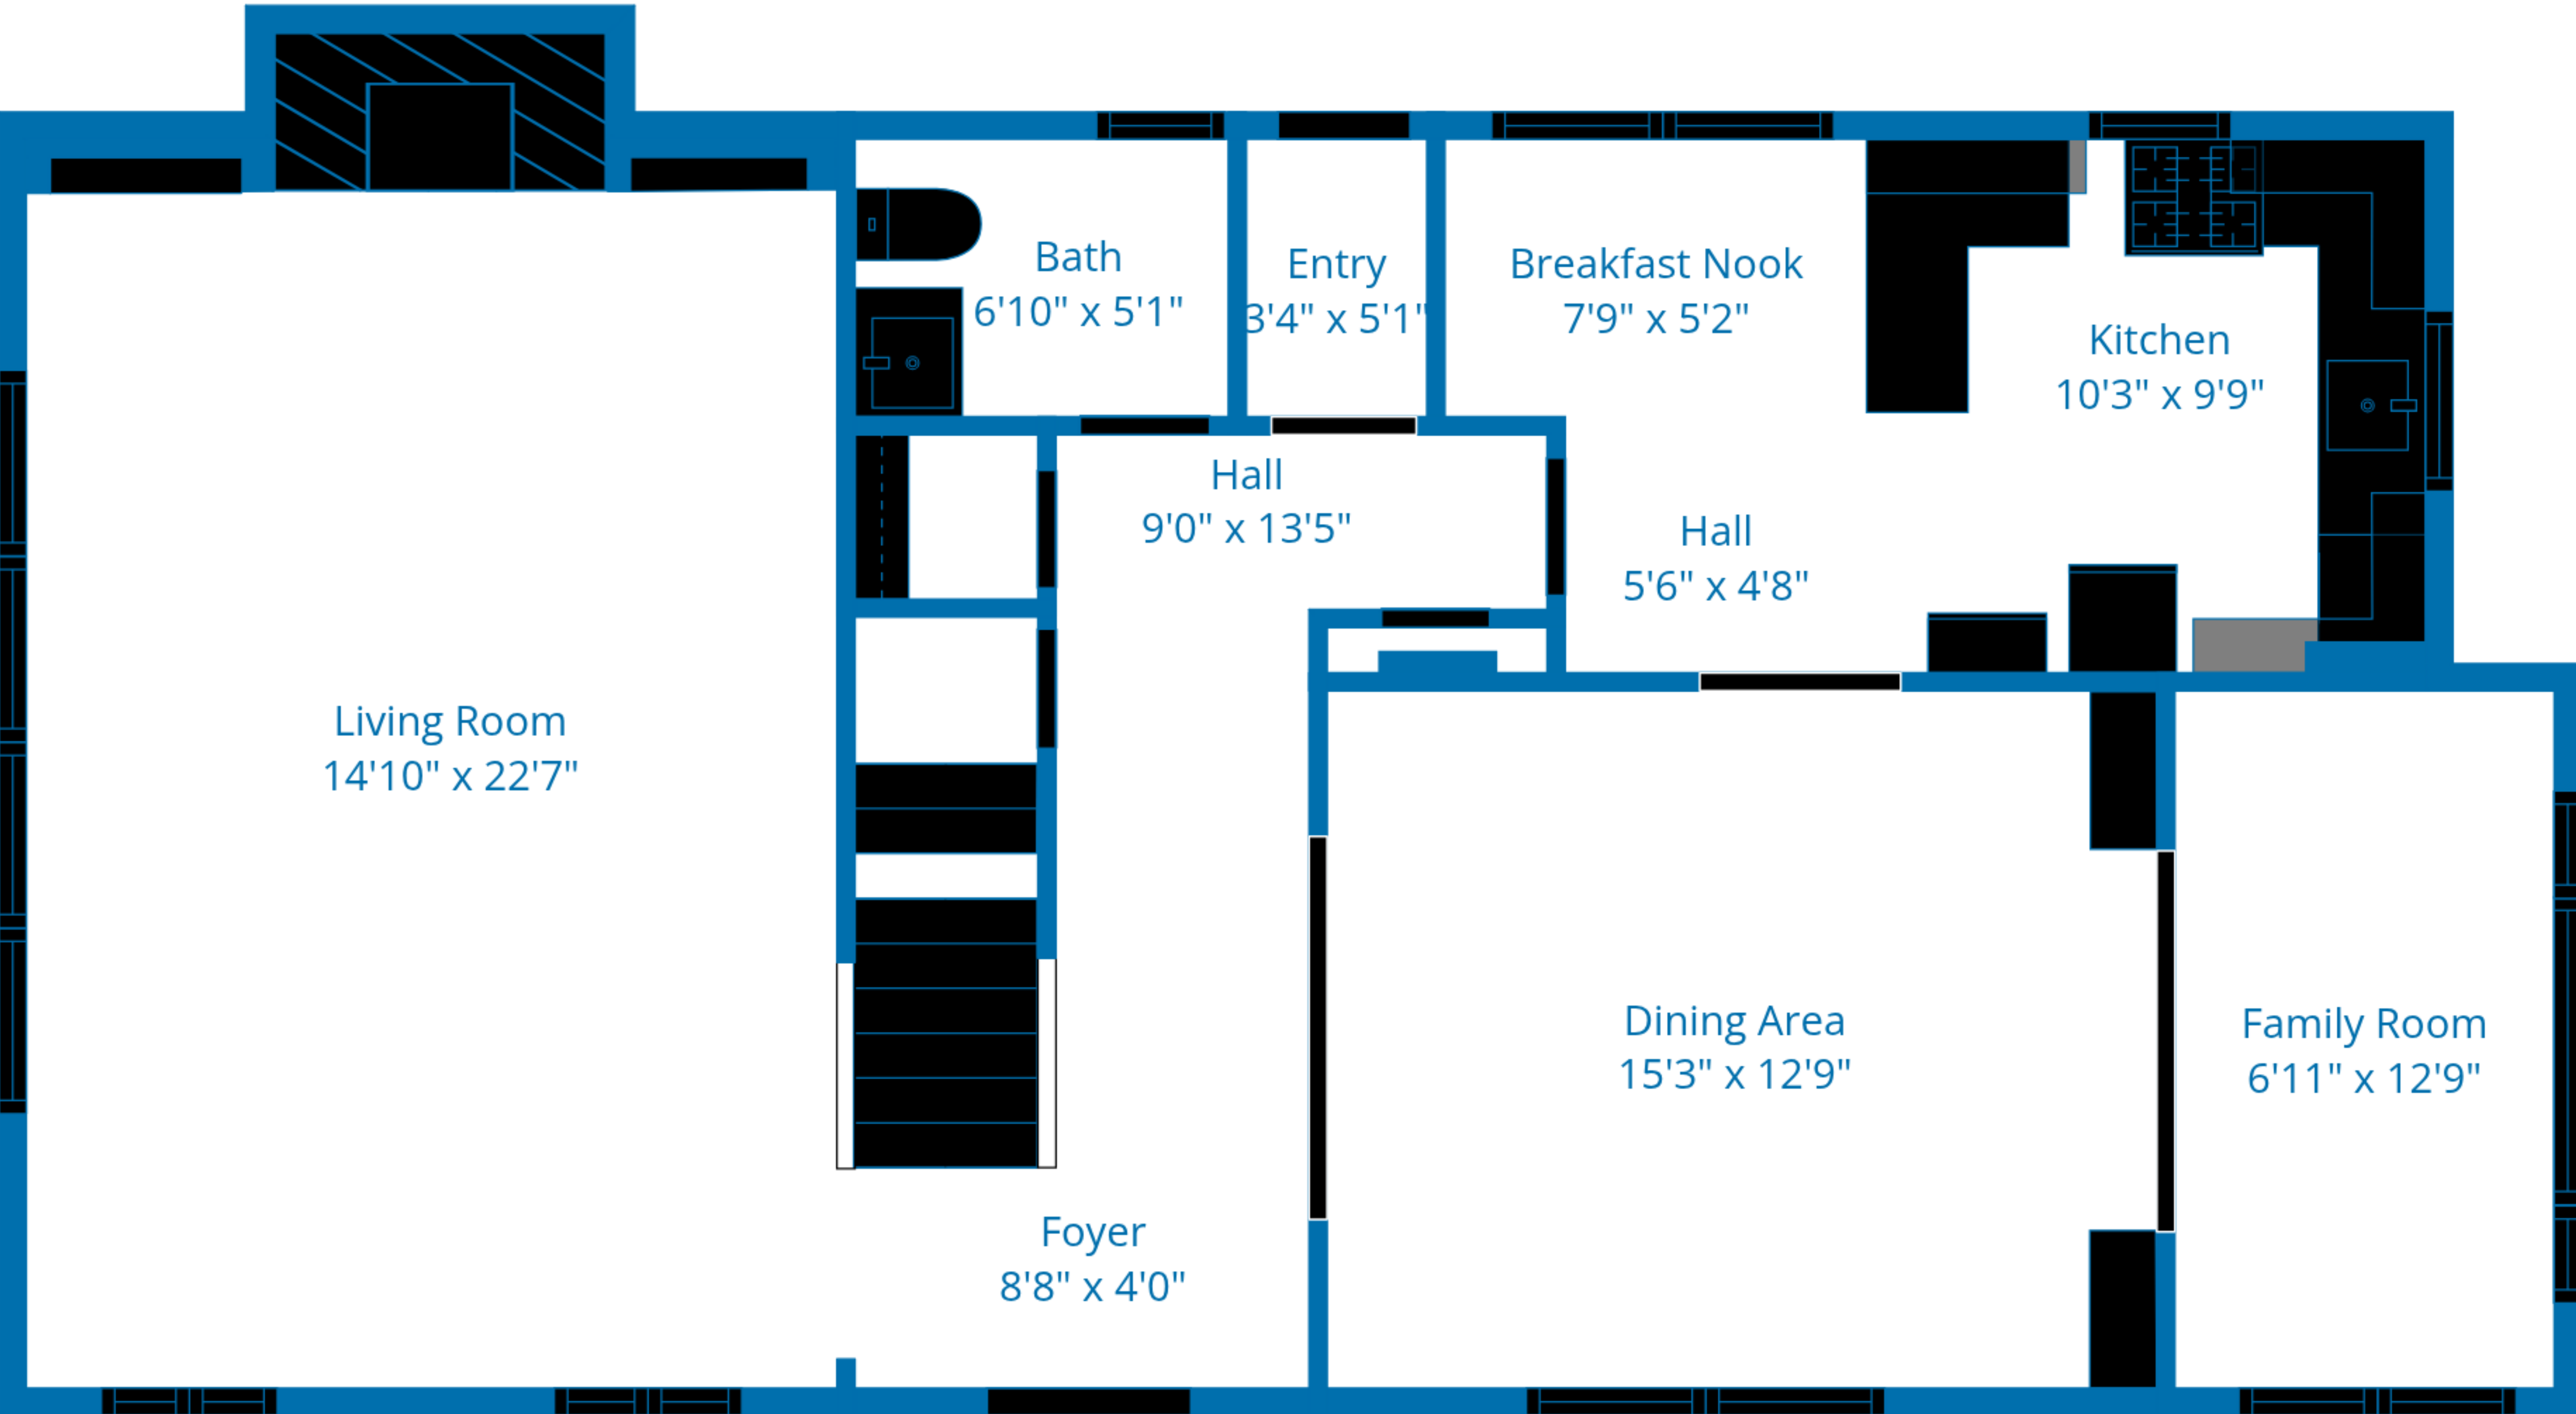 Bath
6'10" x 5'1"
Entry
3'4" x 5'1"
Breakfast Nook
7'9" x 5'2"
Kitchen
10'3" x 9'9"
Hall
9'0" x 13'5"
Hall
5'6" x 4'8"
Living Room
14'10" x 22'7"
Dining Area
15'3" x 12'9"
Family Room
6'11" x 12'9"
Foyer
8'8" x 4'0"